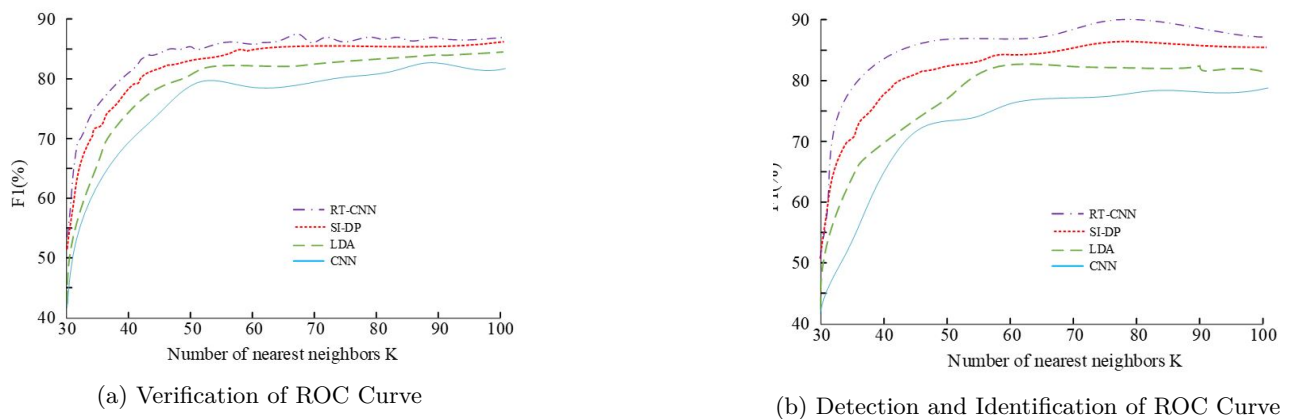 90
80
70
60
50
40
F1(%)
30 40 50 60 70 80 90 100
Number of nearest neighbors K
RT-CNN
SI-DP
LDA
CNN
(a) Verification of ROC Curve
90
80
70
60
50
40
F1(%)
30 40 50 60 70 80 90 100
Number of nearest neighbors K
RT-CNN
SI-DP
LDA
CNN
(b) Detection and Identification of ROC Curve